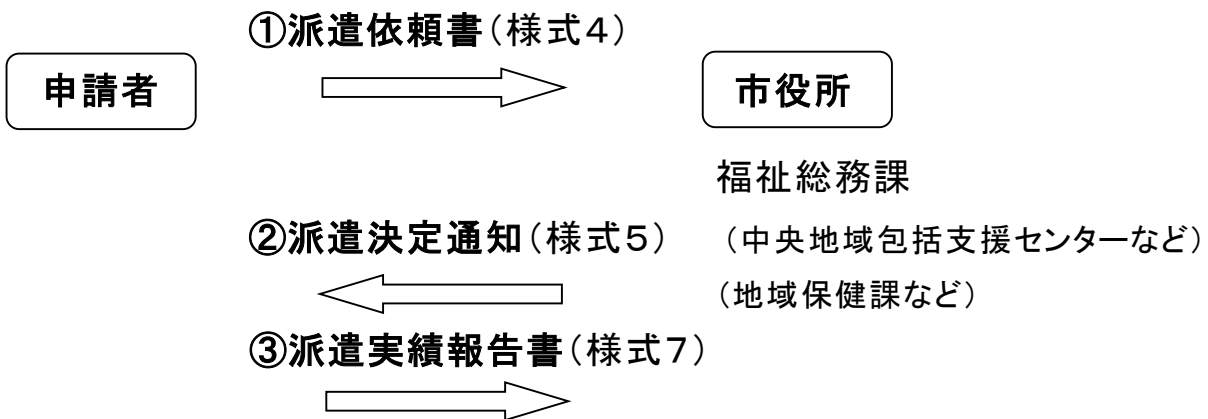 ①派遣依頼書（様式４）
申請者
市役所
福祉総務課
②派遣決定通知（様式５）
（中央地域包括支援センターなど）
（地域保健課など）
③派遣実績報告書（様式７）